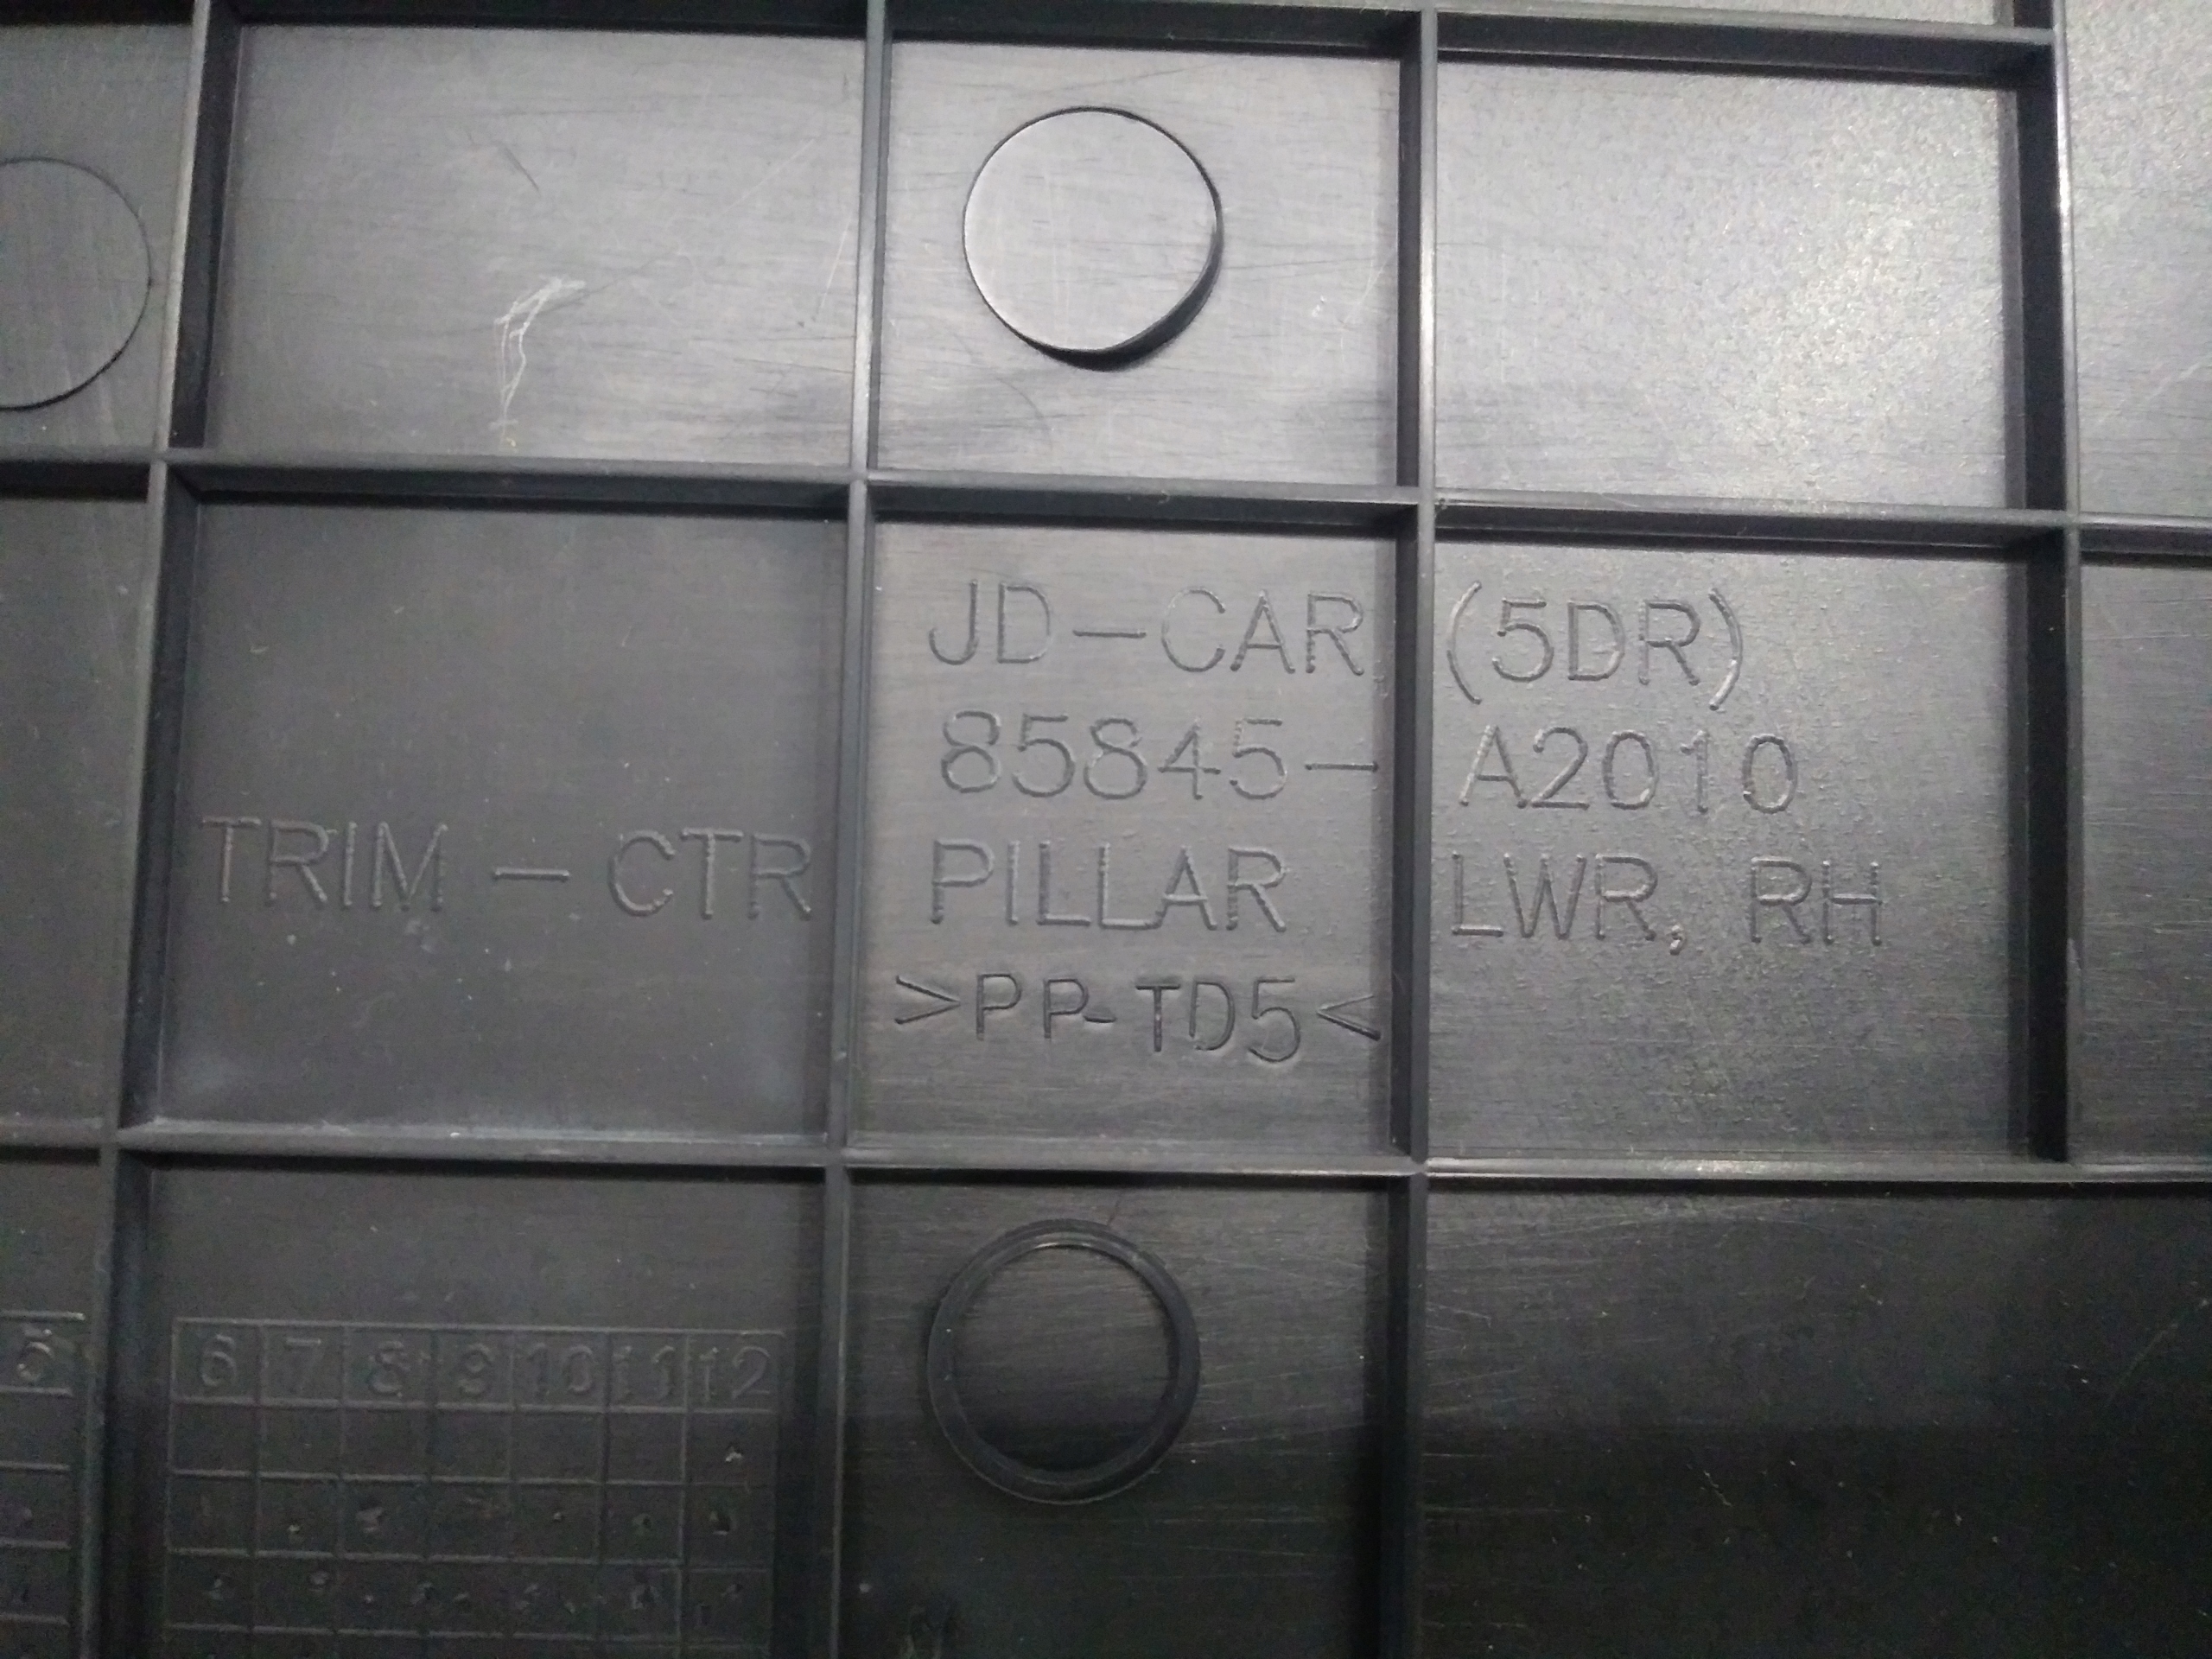 JD-CAR (5DR)
85845- A2010
TRIM - CTR PILLAR LWR, RH
>PP-TD5<
5 6 7 8 9 10 11 12